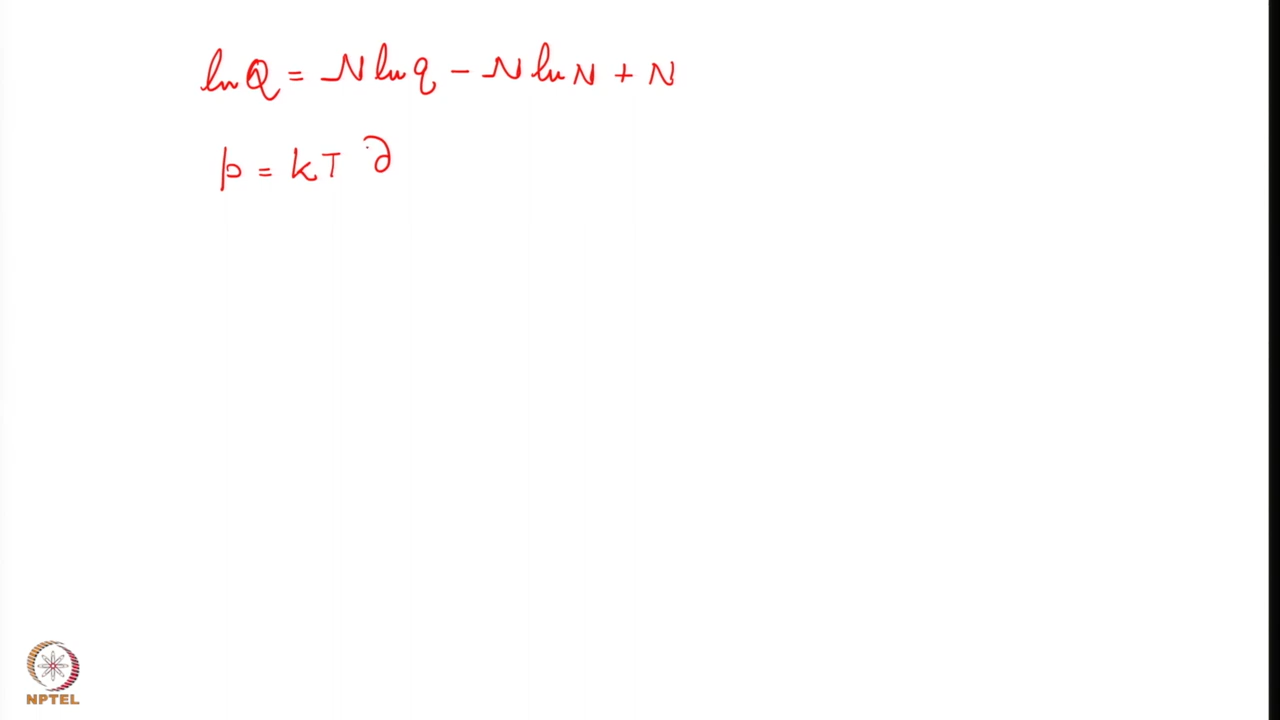 ln Q = N ln q - N ln N + N
p = kT ∂
NPTEL